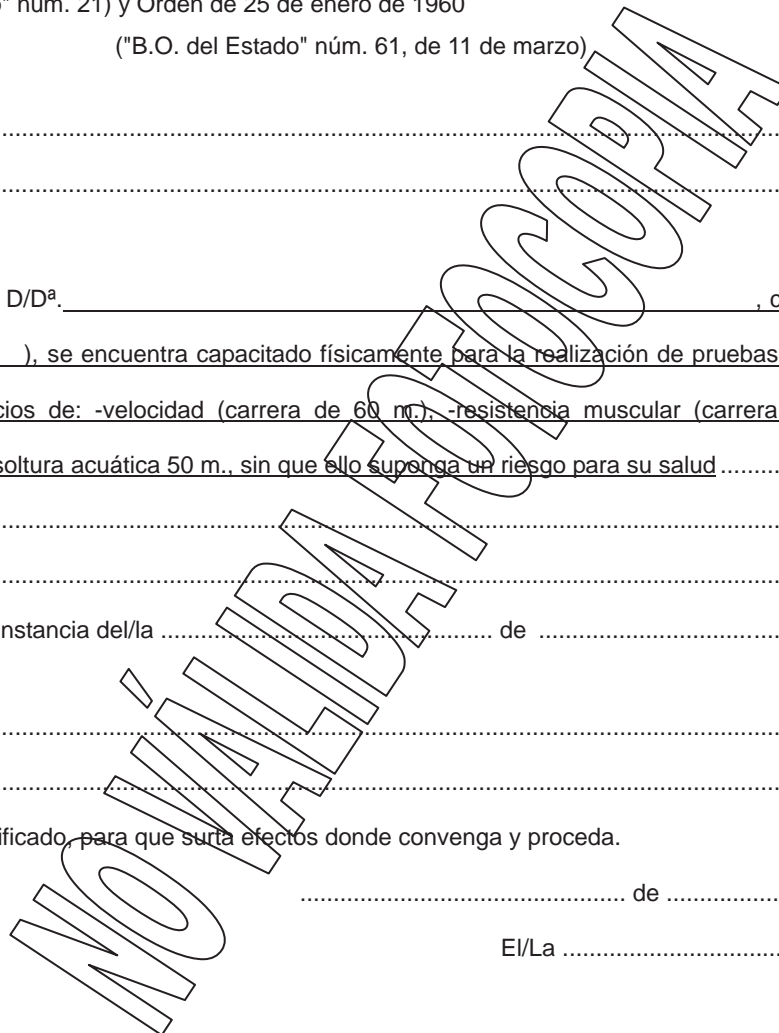 " núm. 21) y Orden de 25 de enero de 1960
("B.O. del Estado" núm. 61, de 11 de marzo)
................................................................................
................................................................................
D/Dª. , c
), se encuentra capacitado físicamente para la realización de pruebas
cios de: -velocidad (carrera de 60 m.), -resistencia muscular (carrera
soltura acuática 50 m., sin que ello suponga un riesgo para su salud ..........
................................................................................
................................................................................
nstancia del/la .................................................. de ....................................
................................................................................
................................................................................
ificado, para que surta efectos donde convenga y proceda.
................................................. de .................
El/La .................................
NO VÁLIDA FOTOCOPIA